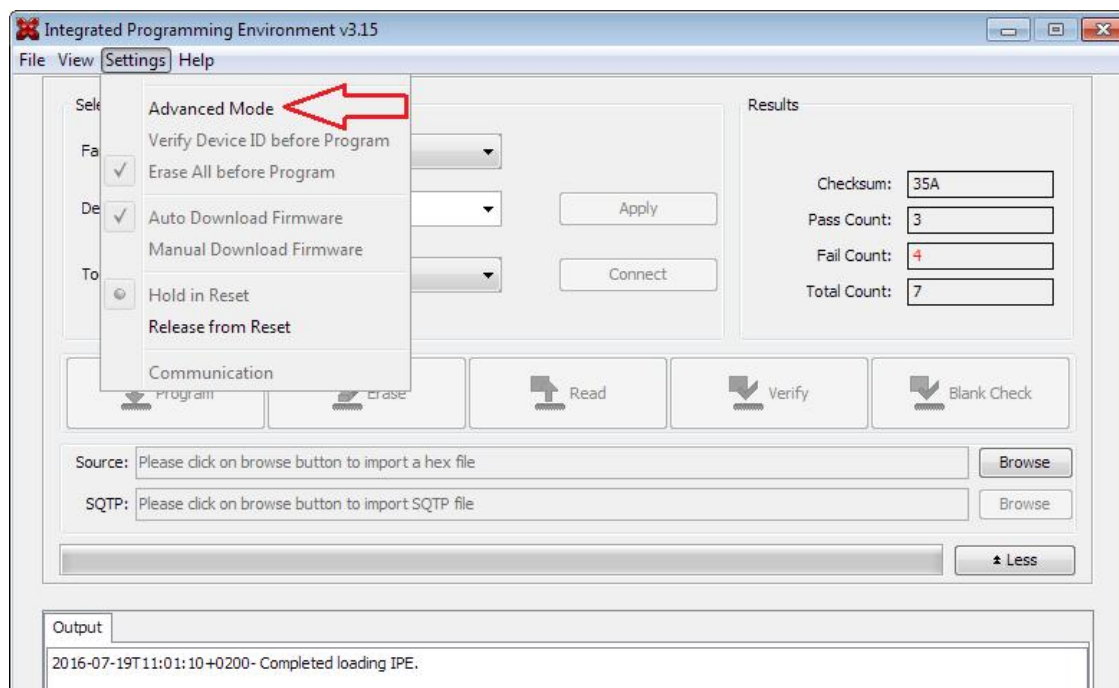 Integrated Programming Environment v3.15
File View Settings Help
Sele
Results
Advanced Mode
Verify Device ID before Program
Fa
Erase All before Program
Checksum: 35A
De
Auto Download Firmware
Apply
Pass Count: 3
Manual Download Firmware
Fail Count: 4
To
Connect
Hold in Reset
Total Count: 7
Release from Reset
Communication
Program Erase Read Verify Blank Check
Source: Please click on browse button to import a hex file Browse
SQTP: Please click on browse button to import SQTP file Browse
Less
Output
2016-07-19T11:01:10+0200- Completed loading IPE.